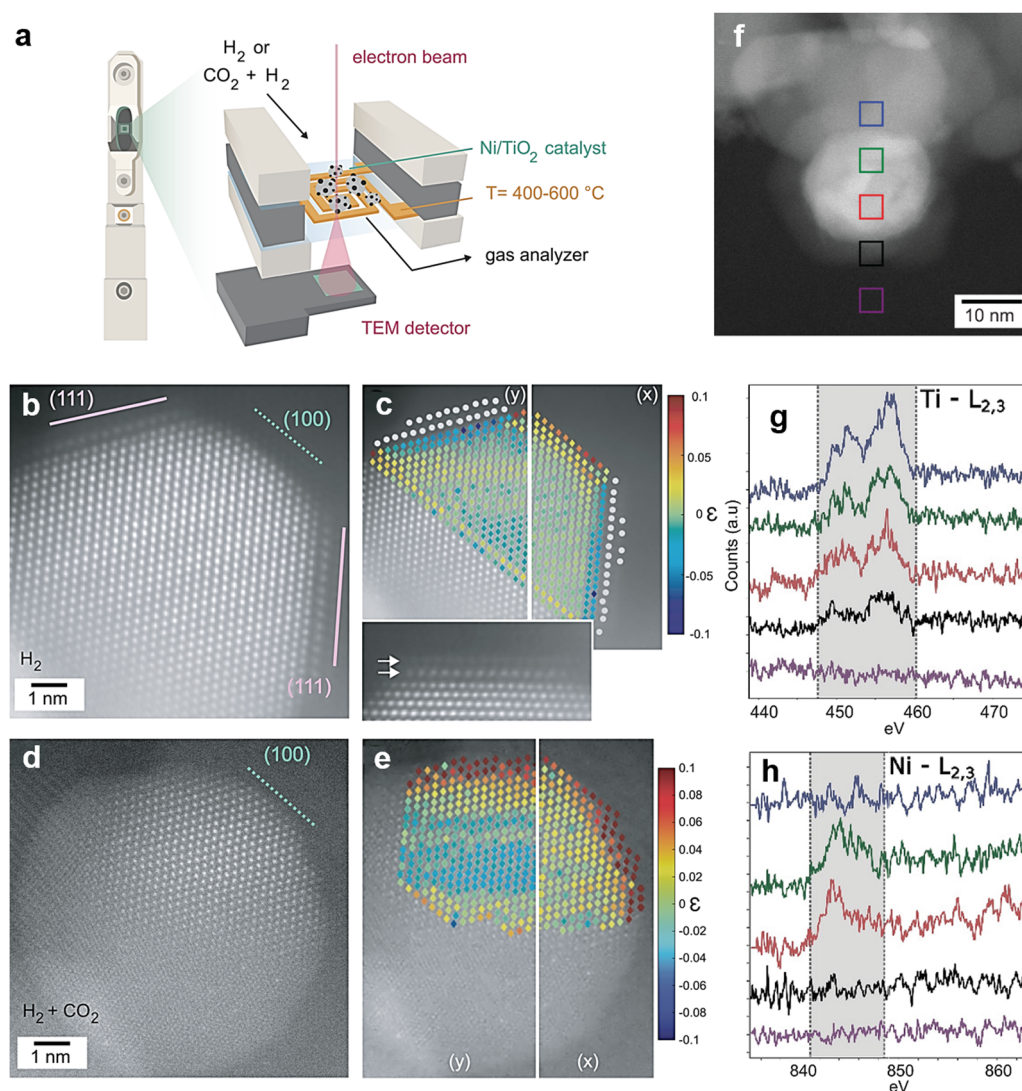 a
H₂ or
CO₂ + H₂
electron beam
Ni/TiO₂ catalyst
T= 400-600 °C
gas analyzer
TEM detector
f
10 nm
b
(111)
(100)
(111)
H₂
1 nm
c
(y)
(x)
0.1
0.05
0
ε
-0.05
-0.1
d
(100)
H₂ + CO₂
1 nm
e
(y)
(x)
0.1
0.08
0.06
0.04
0.02
0
ε
-0.02
-0.04
-0.06
-0.08
-0.1
g
Ti - L₂,₃
Counts (a.u)
440
450
460
470
eV
h
Ni - L₂,₃
840
850
860
eV